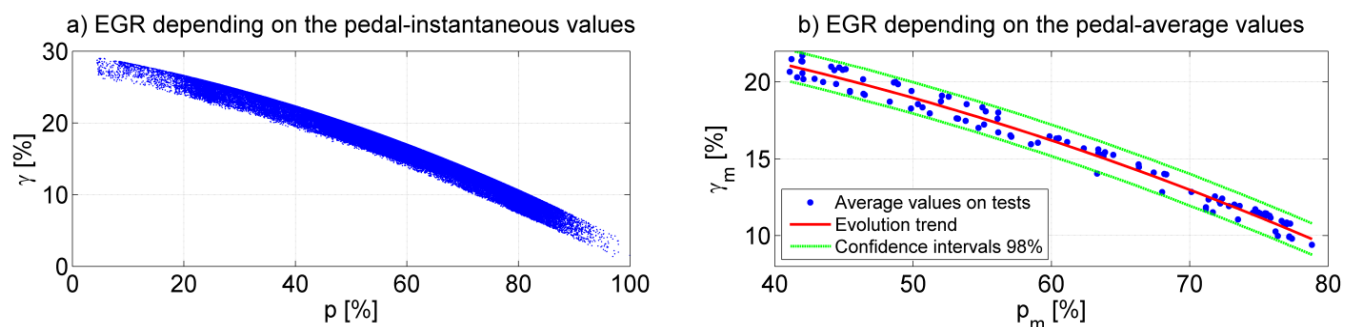 a) EGR depending on the pedal-instantaneous values
30
20
10
0
γ [%]
0 20 40 60 80 100
p [%]
b) EGR depending on the pedal-average values
20
15
10
γm [%]
Average values on tests
Evolution trend
Confidence intervals 98%
40 50 60 70 80
pm [%]